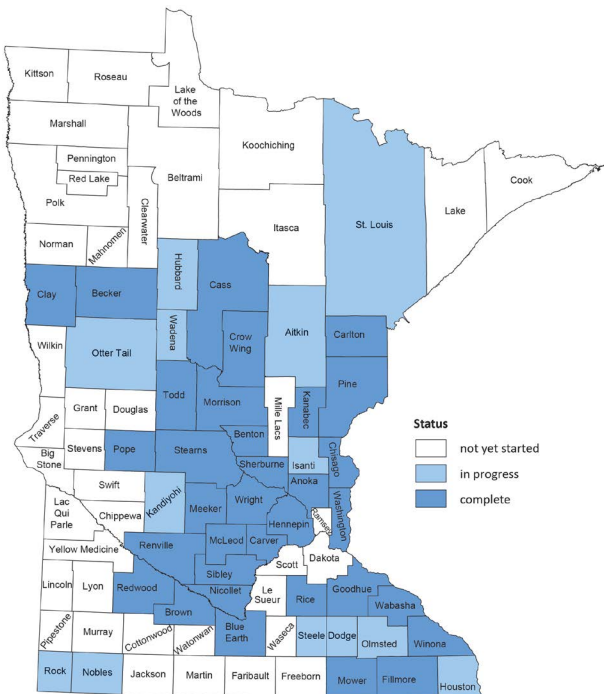 Kittson
Roseau
Lake
of the
Woods
Marshall
Koochiching
Pennington
Red Lake
Beltrami
Polk
Clearwater
Itasca
St. Louis
Lake
Cook
Norman
Mahnomen
Hubbard
Cass
Clay
Becker
Wadena
Crow
Wing
Aitkin
Carlton
Wilkin
Otter Tail
Pine
Todd
Morrison
Mille Lacs
Kanabec
Grant
Douglas
Traverse
Stevens
Pope
Stearns
Benton
Big
Stone
Sherburne
Isanti
Chisago
Swift
Kandiyohi
Anoka
Lac
Qui
Parle
Chippewa
Meeker
Wright
Hennepin
Ramsey
Washington
Yellow Medicine
Renville
McLeod
Carver
Scott
Dakota
Lincoln
Lyon
Redwood
Sibley
Nicollet
Le
Sueur
Rice
Goodhue
Wabasha
Brown
Pipestone
Murray
Cottonwood
Watonwan
Blue
Earth
Waseca
Steele
Dodge
Olmsted
Winona
Rock
Nobles
Jackson
Martin
Faribault
Freeborn
Mower
Fillmore
Houston
Status
not yet started
in progress
complete